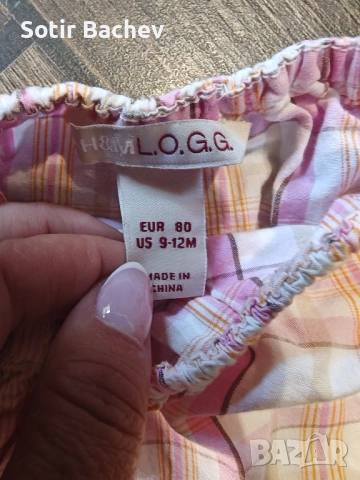 Sotir Bachev
H&M L.O.G.G.
EUR 80
US 9-12M
MADE IN
CHINA
BAZAR